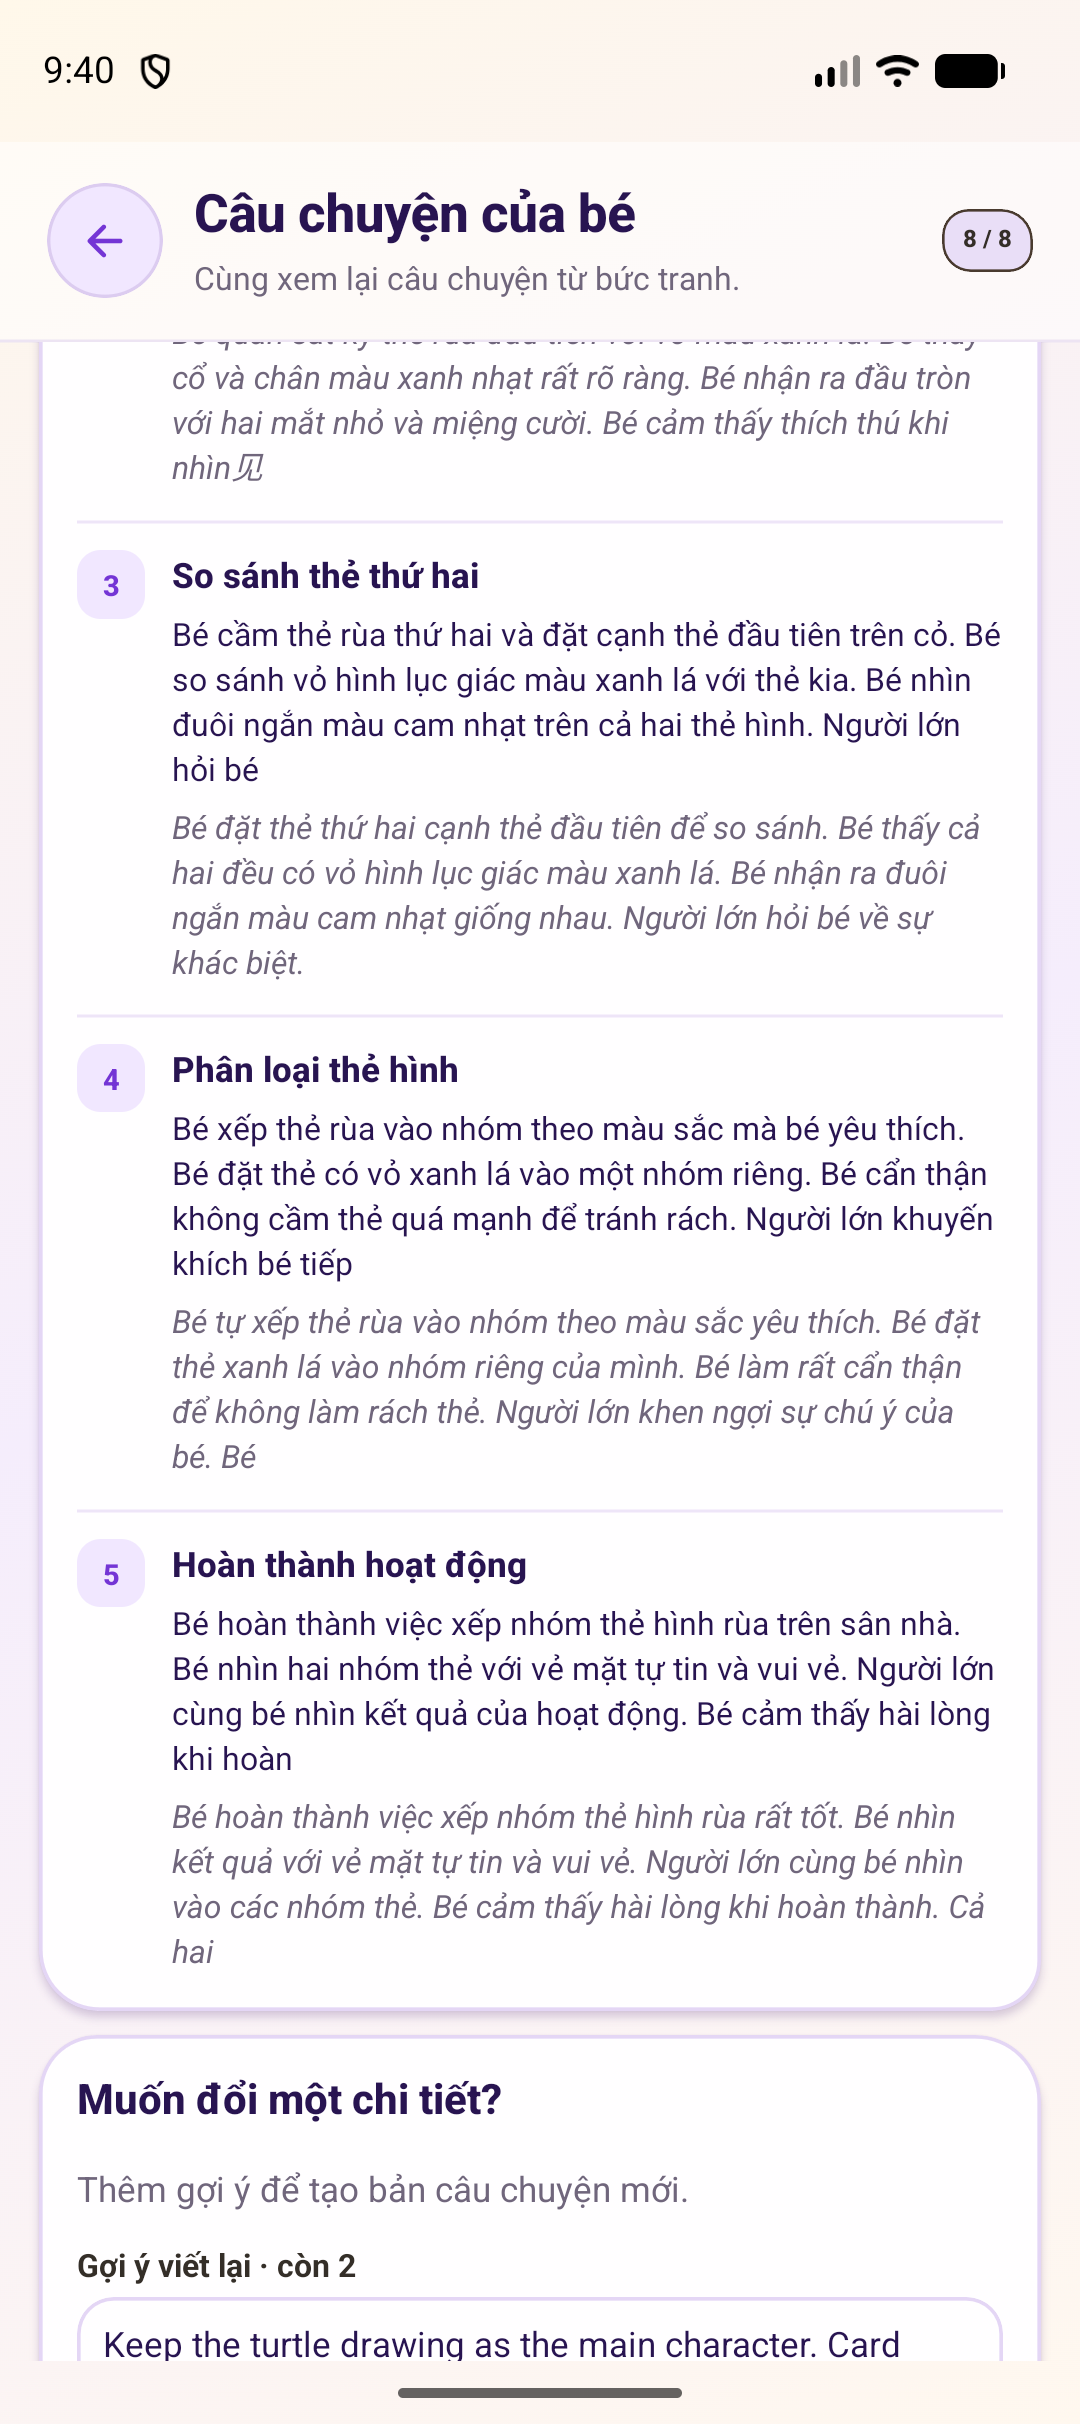 9:40
Câu chuyện của bé
Cùng xem lại câu chuyện từ bức tranh.
8 / 8
cổ và chân màu xanh nhạt rất rõ ràng. Bé nhận ra đầu tròn
với hai mắt nhỏ và miệng cười. Bé cảm thấy thích thú khi
nhìn见
3
So sánh thẻ thứ hai
Bé cầm thẻ rùa thứ hai và đặt cạnh thẻ đầu tiên trên cỏ. Bé
so sánh vỏ hình lục giác màu xanh lá với thẻ kia. Bé nhìn
đuôi ngắn màu cam nhạt trên cả hai thẻ hình. Người lớn
hỏi bé
Bé đặt thẻ thứ hai cạnh thẻ đầu tiên để so sánh. Bé thấy cả
hai đều có vỏ hình lục giác màu xanh lá. Bé nhận ra đuôi
ngắn màu cam nhạt giống nhau. Người lớn hỏi bé về sự
khác biệt.
4
Phân loại thẻ hình
Bé xếp thẻ rùa vào nhóm theo màu sắc mà bé yêu thích.
Bé đặt thẻ có vỏ xanh lá vào một nhóm riêng. Bé cẩn thận
không cầm thẻ quá mạnh để tránh rách. Người lớn khuyến
khích bé tiếp
Bé tự xếp thẻ rùa vào nhóm theo màu sắc yêu thích. Bé đặt
thẻ xanh lá vào nhóm riêng của mình. Bé làm rất cẩn thận
để không làm rách thẻ. Người lớn khen ngợi sự chú ý của
bé. Bé
5
Hoàn thành hoạt động
Bé hoàn thành việc xếp nhóm thẻ hình rùa trên sân nhà.
Bé nhìn hai nhóm thẻ với vẻ mặt tự tin và vui vẻ. Người lớn
cùng bé nhìn kết quả của hoạt động. Bé cảm thấy hài lòng
khi hoàn
Bé hoàn thành việc xếp nhóm thẻ hình rùa rất tốt. Bé nhìn
kết quả với vẻ mặt tự tin và vui vẻ. Người lớn cùng bé nhìn
vào các nhóm thẻ. Bé cảm thấy hài lòng khi hoàn thành. Cả
hai
Muốn đổi một chi tiết?
Thêm gợi ý để tạo bản câu chuyện mới.
Gợi ý viết lại · còn 2
Keep the turtle drawing as the main character. Card